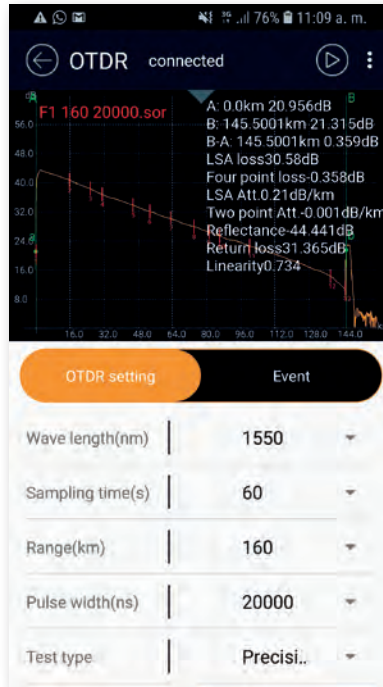 3G 76% 11:09 a. m.
OTDR connected
dB
F1 160 20000.sor
A: 0.0km 20.956dB
B: 145.5001km 21.315dB
B-A: 145.5001km 0.359dB
LSA loss30.58dB
Four point loss-0.358dB
LSA Att.0.21dB/km
Two point Att.-0.001dB/km
Reflectance-44.441dB
Return loss31.365dB
Linearity0.734
A
B
56.0
48.0
40.0
32.0
24.0
16.0
8.0
16.0 32.0 48.0 64.0 80.0 96.0 112.0 128.0 144.0
OTDR setting Event
Wave length(nm) 1550
Sampling time(s) 60
Range(km) 160
Pulse width(ns) 20000
Test type Precisi..